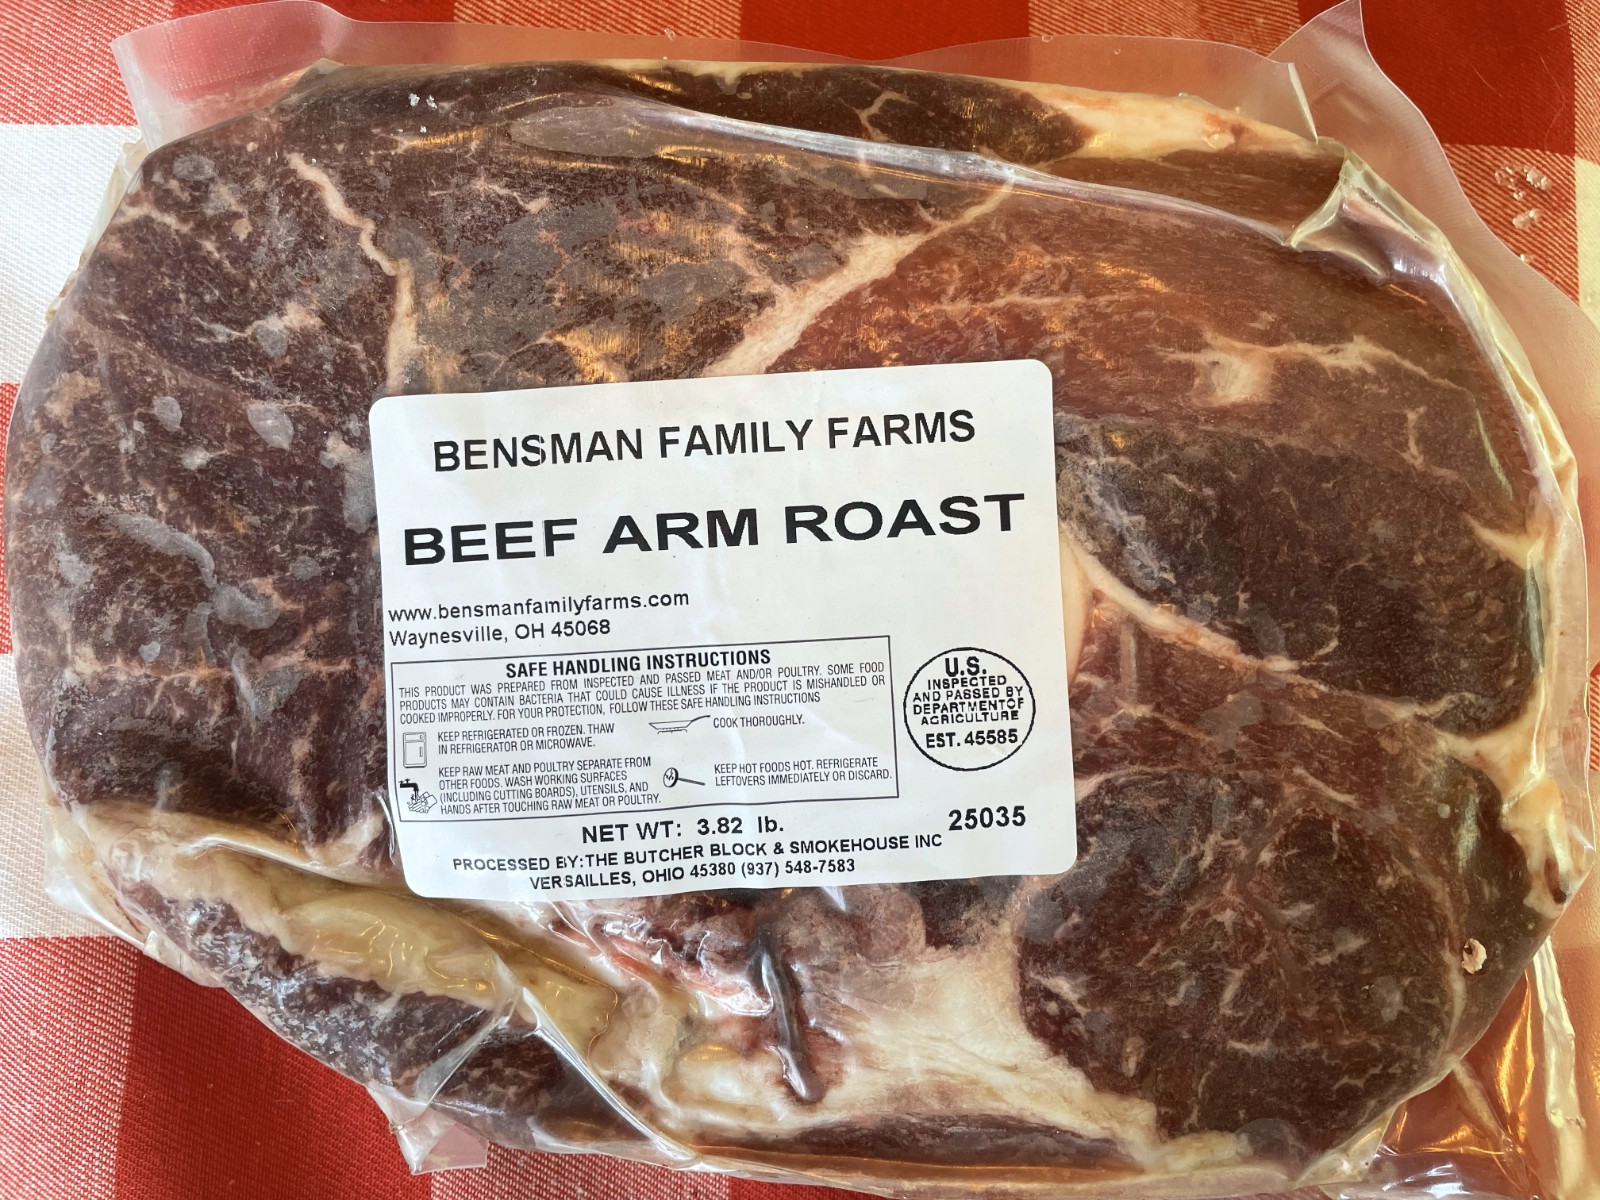 BENSMAN FAMILY FARMS
BEEF ARM ROAST
www.bensmanfamilyfarms.com
Waynesville, OH 45068
SAFE HANDLING INSTRUCTIONS
THIS PRODUCT WAS PREPARED FROM INSPECTED AND PASSED MEAT AND/OR POULTRY. SOME FOOD
PRODUCTS MAY CONTAIN BACTERIA THAT COULD CAUSE ILLNESS IF THE PRODUCT IS MISHANDLED OR
COOKED IMPROPERLY. FOR YOUR PROTECTION, FOLLOW THESE SAFE HANDLING INSTRUCTIONS
KEEP REFRIGERATED OR FROZEN. THAW
IN REFRIGERATOR OR MICROWAVE.
COOK THOROUGHLY.
KEEP RAW MEAT AND POULTRY SEPARATE FROM
OTHER FOODS. WASH WORKING SURFACES
(INCLUDING CUTTING BOARDS), UTENSILS, AND
HANDS AFTER TOUCHING RAW MEAT OR POULTRY.
KEEP HOT FOODS HOT. REFRIGERATE
LEFTOVERS IMMEDIATELY OR DISCARD.
U.S.
INSPECTED
AND PASSED BY
DEPARTMENT OF
AGRICULTURE
EST. 45585
NET WT: 3.82 lb.
25035
PROCESSED BY:THE BUTCHER BLOCK & SMOKEHOUSE INC
VERSAILLES, OHIO 45380 (937) 548-7583